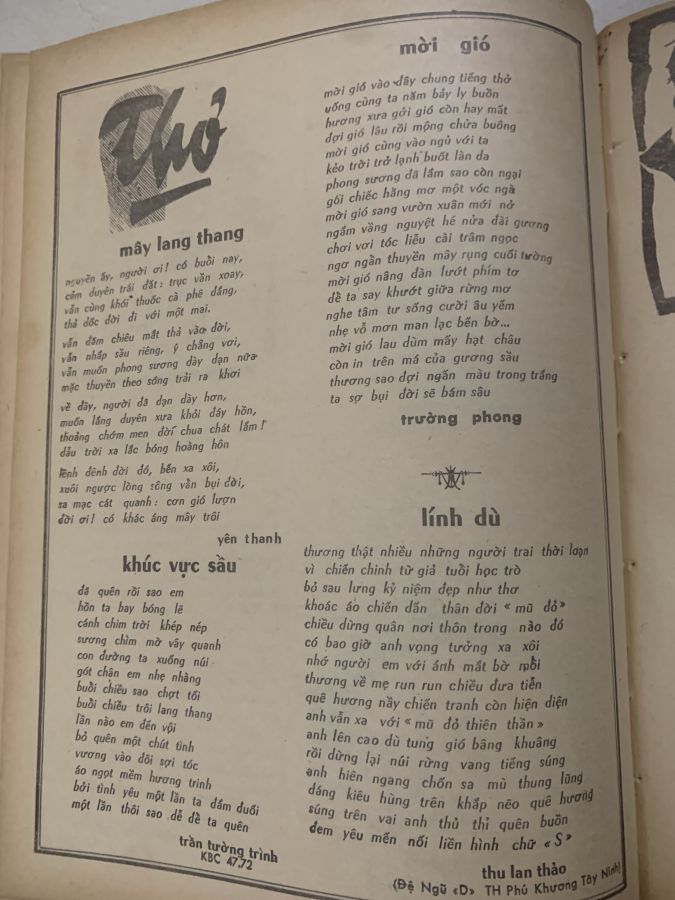 Thơ
mây lang thang
nguyền ấy, người ơi! có buồi nay,
cảm duyên trái đất: trục vần xoay,
vẫn cùng khói thuốc cà phê đắng,
thả dốc đời đi với một mai.
vẫn đăm chiêu mắt thả vào đời,
vẫn nhấp sầu riêng, ý chẳng vơi,
vẫn muốn phong sương dày dạn nữa
mặc thuyền theo sóng trải ra khơi
về đây, người đã dạn dày hơn,
muốn lắng duyên xưa khỏi đáy hồn,
thoảng chớm men đời chua chát lắm!
dẫu trời xa lắc bóng hoàng hôn
lênh đênh đời đó, bến xa xôi,
xuôi ngược lòng sông vẫn bụi đời,
sa mạc cát quanh: cơn gió lượn
đời ơi! có khác áng mây trôi
yên thanh
khúc vực sầu
đã quên rồi sao em
hồn ta bay bóng lẽ
cánh chim trời khép nép
sương chìm mờ vây quanh
con đường ta xuống núi
gót chân em nhẹ nhàng
buồi chiều sao chợt tối
buồi chiều trôi lang thang
lần nào em đến vội
bỏ quên một chút tình
vương vào đôi sợi tóc
áo ngọt mềm hương trinh
bởi tình yêu một lần ta đắm đuối
một lần thôi sao dễ để ta quên
trần tường trình
KBC 47.72
mời gió
mời gió vào đây chung tiếng thở
uống cùng ta năm bảy ly buồn
hương xưa gởi gió còn hay mất
đợi gió lâu rồi mộng chửa buông
mời gió cùng vào ngủ với ta
kẻo trời trở lạnh buốt làn da
phong sương đã lắm sao còn ngại
gối chiếc hằng mơ một vóc ngà
mời gió sang vườn xuân mới nở
ngắm vầng nguyệt hé nửa đài gương
chơi vơi tóc liễu cài trâm ngọc
ngơ ngẩn thuyền mây rụng cuối tường
mời gió nâng đàn lướt phím tơ
đề ta say khướt giữa rừng mơ
nghe tâm tư sống cười âu yếm
nhẹ vỗ mơn man lạc bến bờ...
mời gió lau dùm mấy hạt châu
còn in trên má của gương sầu
thương sao đợi ngắn màu trong trắng
ta sợ bụi đời sẽ bám sâu
trường phong
lính dù
thương thật nhiều những người trai thời loạn
vì chiến chinh từ giả tuổi học trò
bỏ sau lưng kỷ niệm đẹp như thơ
khoác áo chiến dấn thân đời « mũ đỏ»
chiều dừng quân nơi thôn trong nào đó
có bao giờ anh vọng tưởng xa xôi
nhớ người em với ánh mắt bờ môi
thương về mẹ run run chiều đưa tiễn
quê hương nầy chiến tranh còn hiện diện
anh vẫn xa với «mũ đỏ thiên thần»
anh lên cao dù tung gió bâng khuâng
rồi dừng lại núi rừng vang tiếng súng
anh hiên ngang chốn sa mù thung lũng
dáng kiêu hùng trên khắp nẽo quê hương
súng trên vai anh thủ thỉ quên buồn
đem yêu mến nối liền hình chữ «S»
thu lan thảo
(Đệ Ngũ «D» TH Phú Khương Tây Ninh)